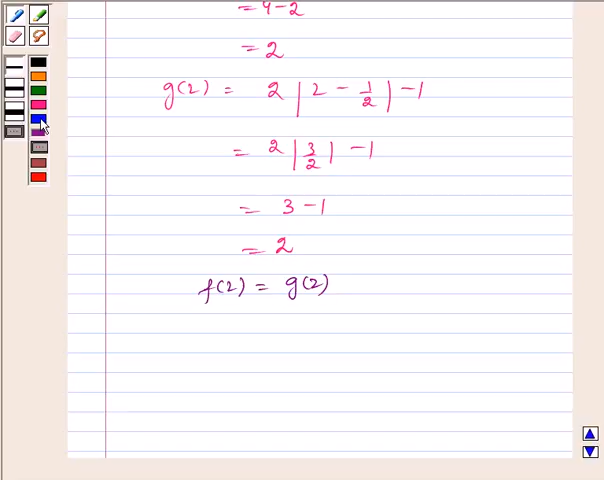 = 4 - 2
= 2
g(2) = 2 | 2 - 1/2 | - 1
= 2 | 3/2 | - 1
= 3 - 1
= 2
f(2) = g(2)